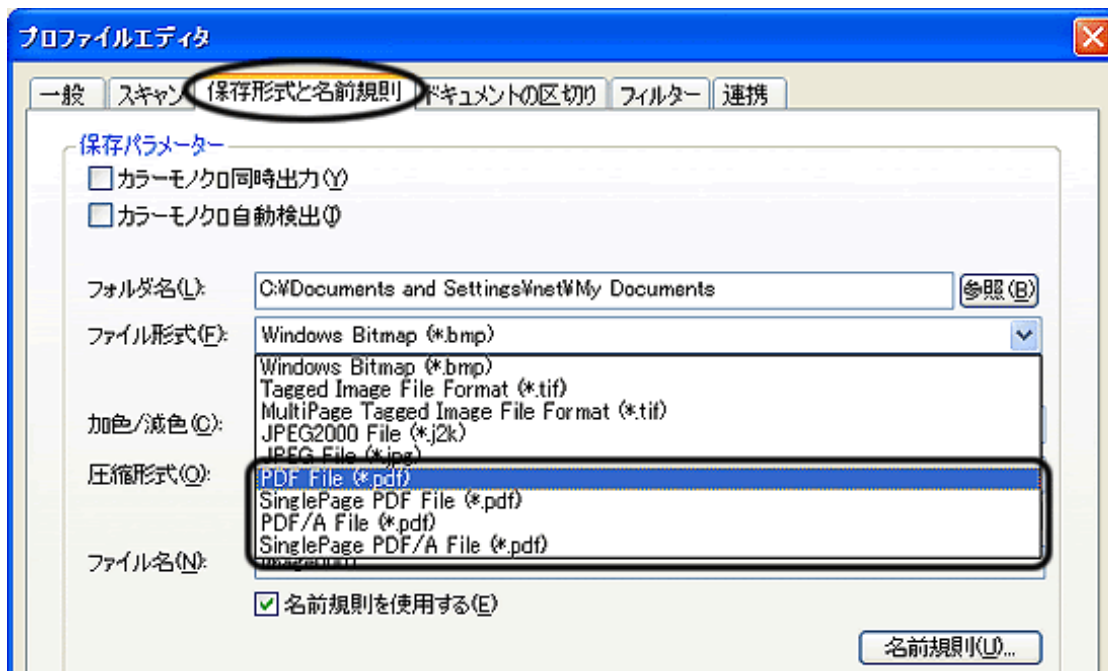 プロファイルエディタ
一般 スキャン 保存形式と名前規則 ドキュメントの区切り フィルター 連携
保存パラメーター
カラーモノクロ同時出力(Y)
カラーモノクロ自動検出(I)
フォルダ名(L): C:¥Documents and Settings¥net¥My Documents 参照(B)
ファイル形式(F): Windows Bitmap (*.bmp)
Windows Bitmap (*.bmp)
Tagged Image File Format (*.tif)
MultiPage Tagged Image File Format (*.tif)
加色/減色(C):
JPEG2000 File (*.j2k)
JPEG File (*.jpg)
圧縮形式(O):
PDF File (*.pdf)
SinglePage PDF File (*.pdf)
PDF/A File (*.pdf)
SinglePage PDF/A File (*.pdf)
ファイル名(N):
名前規則を使用する(E)
名前規則(U)...